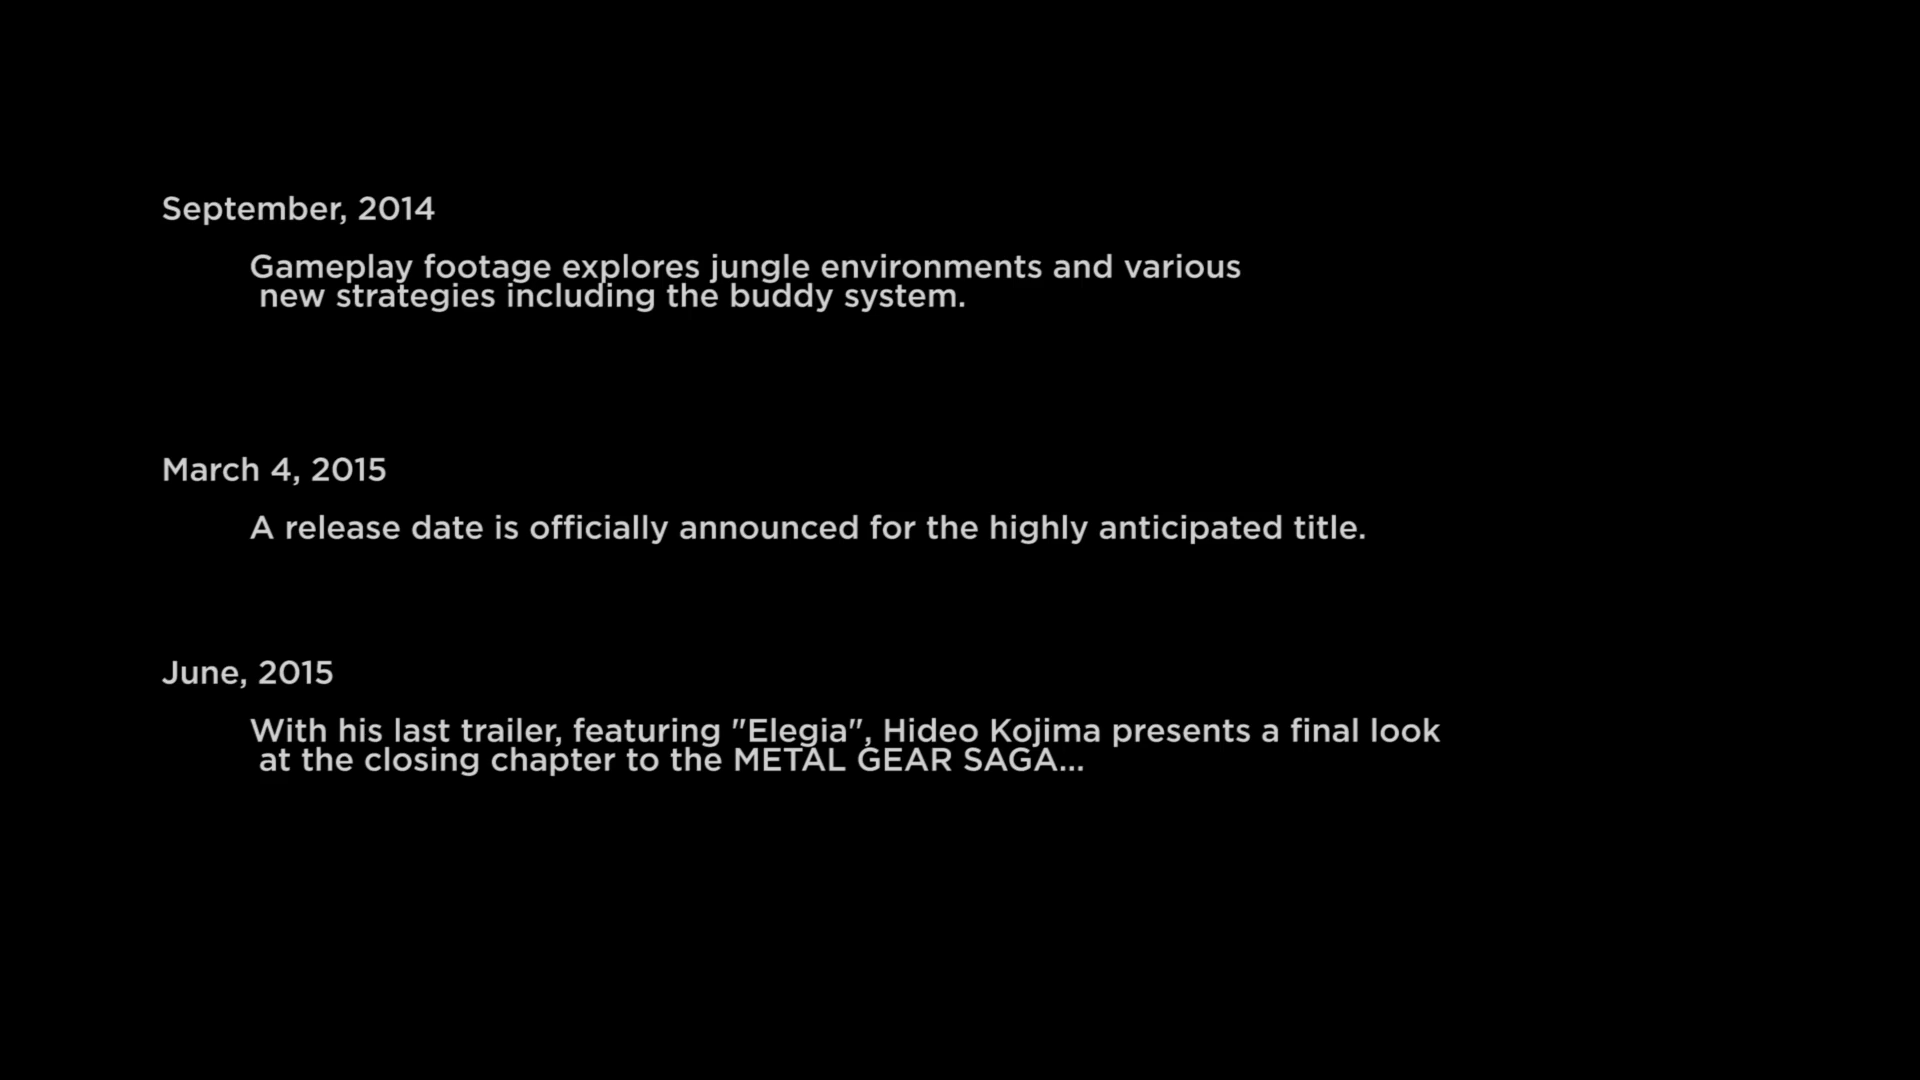 September, 2014
Gameplay footage explores jungle environments and various
new strategies including the buddy system.
March 4, 2015
A release date is officially announced for the highly anticipated title.
June, 2015
With his last trailer, featuring "Elegia", Hideo Kojima presents a final look
at the closing chapter to the METAL GEAR SAGA...